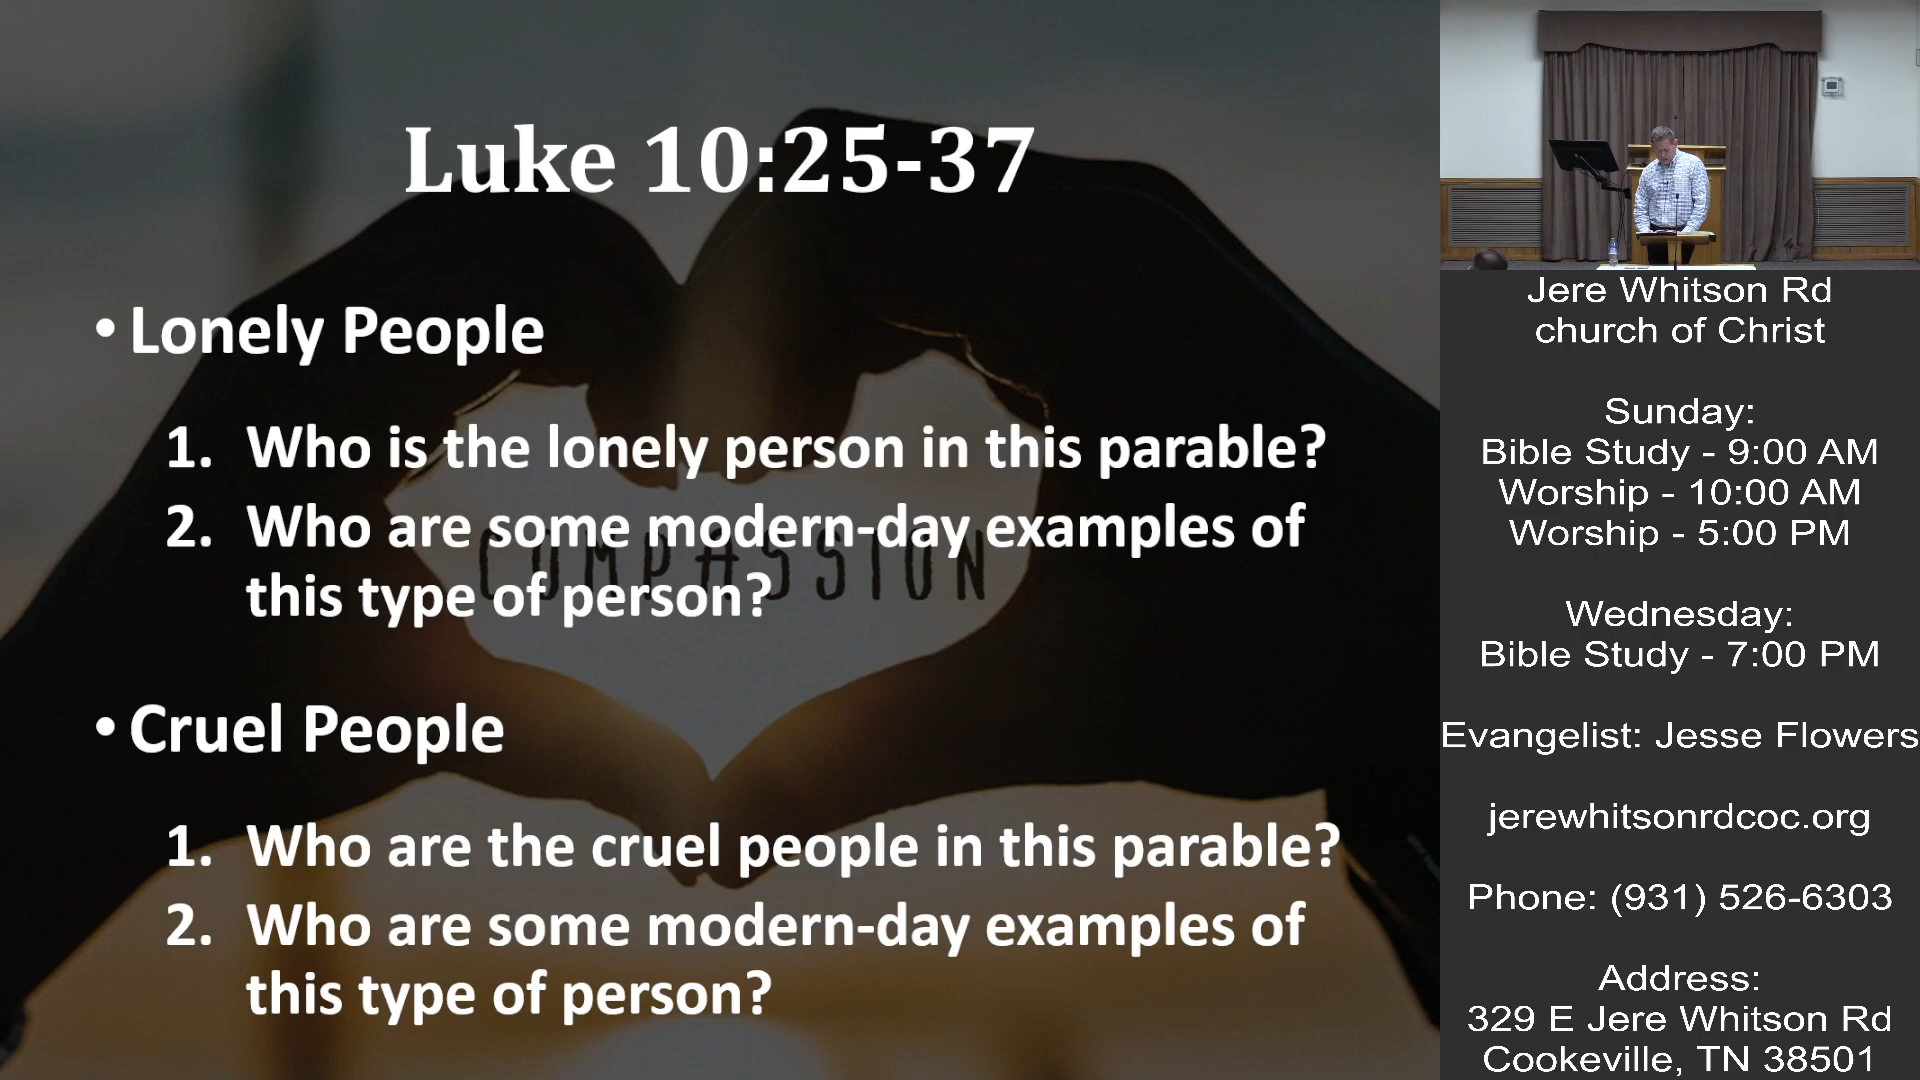 Luke 10:25-37
• Lonely People
1. Who is the lonely person in this parable?
2. Who are some modern-day examples of
this type of person?
COMPASSION
• Cruel People
1. Who are the cruel people in this parable?
2. Who are some modern-day examples of
this type of person?
Jere Whitson Rd
church of Christ
Sunday:
Bible Study - 9:00 AM
Worship - 10:00 AM
Worship - 5:00 PM
Wednesday:
Bible Study - 7:00 PM
Evangelist: Jesse Flowers
jerewhitsonrdcoc.org
Phone: (931) 526-6303
Address:
329 E Jere Whitson Rd
Cookeville, TN 38501